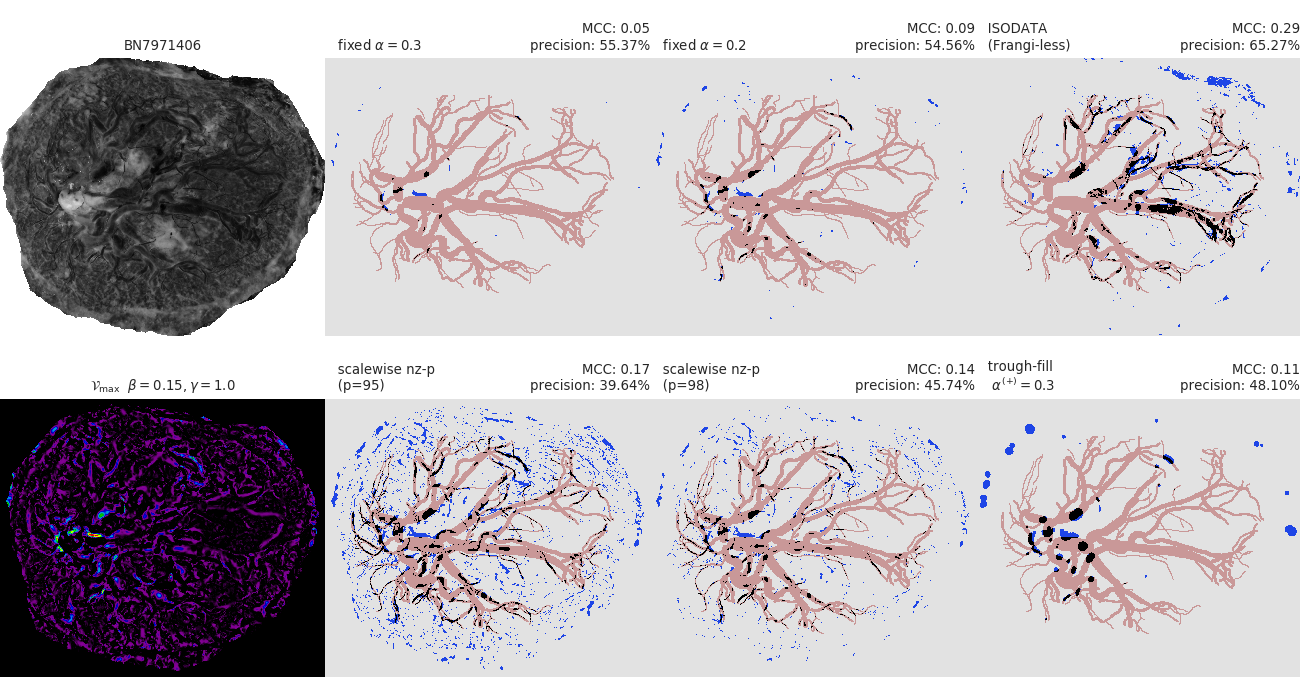 BN7971406
fixed α = 0.3
MCC: 0.05
precision: 55.37%
fixed α = 0.2
MCC: 0.09
precision: 54.56%
ISODATA
(Frangi-less)
MCC: 0.29
precision: 65.27%
𝒱max β = 0.15, γ = 1.0
scalewise nz-p
(p=95)
MCC: 0.17
precision: 39.64%
scalewise nz-p
(p=98)
MCC: 0.14
precision: 45.74%
trough-fill
α(+) = 0.3
MCC: 0.11
precision: 48.10%